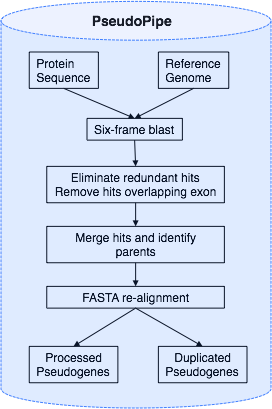 PseudoPipe
Protein
Sequence
Reference
Genome
Six-frame blast
Eliminate redundant hits
Remove hits overlapping exon
Merge hits and identify
parents
FASTA re-alignment
Processed
Pseudogenes
Duplicated
Pseudogenes